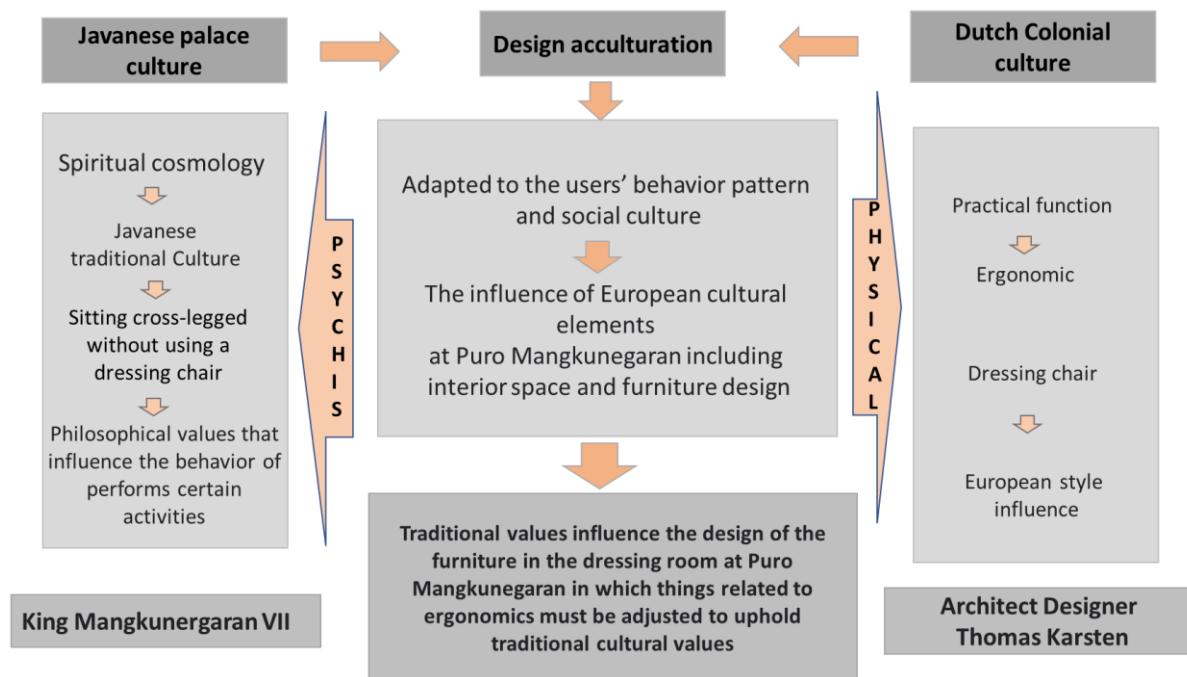 Javanese palace
culture
Design acculturation
Dutch Colonial
culture
Spiritual cosmology
Javanese
traditional Culture
Sitting cross-legged
without using a
dressing chair
Philosophical values that
influence the behavior of
performs certain
activities
King Mangkunergaran VII
PSYCHIS
Adapted to the users' behavior pattern
and social culture
The influence of European cultural
elements
at Puro Mangkunegaran including
interior space and furniture design
Traditional values influence the design of the
furniture in the dressing room at Puro
Mangkunegaran in which things related to
ergonomics must be adjusted to uphold
traditional cultural values
PHYSICAL
Practical function
Ergonomic
Dressing chair
European style
influence
Architect Designer
Thomas Karsten